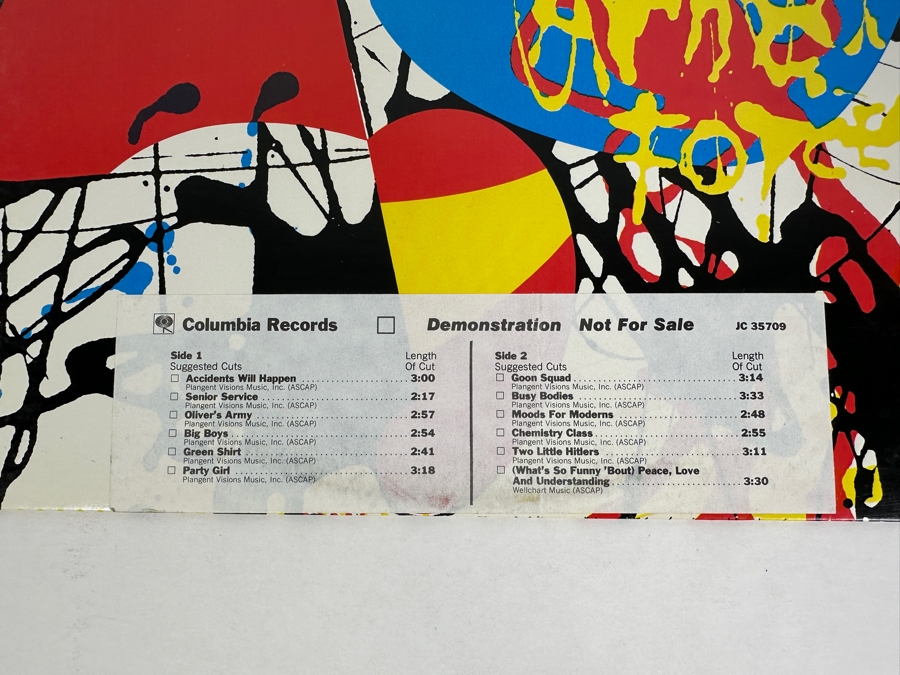 Columbia Records Demonstration Not For Sale JC 35709
Side 1
Suggested Cuts
Length
Of Cut
Accidents Will Happen 3:00
Plangent Visions Music, Inc. (ASCAP)
Senior Service 2:17
Plangent Visions Music, Inc. (ASCAP)
Oliver's Army 2:57
Plangent Visions Music, Inc. (ASCAP)
Big Boys 2:54
Plangent Visions Music, Inc. (ASCAP)
Green Shirt 2:41
Plangent Visions Music, Inc. (ASCAP)
Party Girl 3:18
Plangent Visions Music, Inc. (ASCAP)
Side 2
Suggested Cuts
Length
Of Cut
Goon Squad 3:14
Plangent Visions Music, Inc. (ASCAP)
Busy Bodies 3:33
Plangent Visions Music, Inc. (ASCAP)
Moods For Moderns 2:48
Plangent Visions Music, Inc. (ASCAP)
Chemistry Class 2:55
Plangent Visions Music, Inc. (ASCAP)
Two Little Hitlers 3:11
Plangent Visions Music, Inc. (ASCAP)
(What's So Funny 'Bout) Peace, Love
And Understanding 3:30
Wellchart Music (ASCAP)